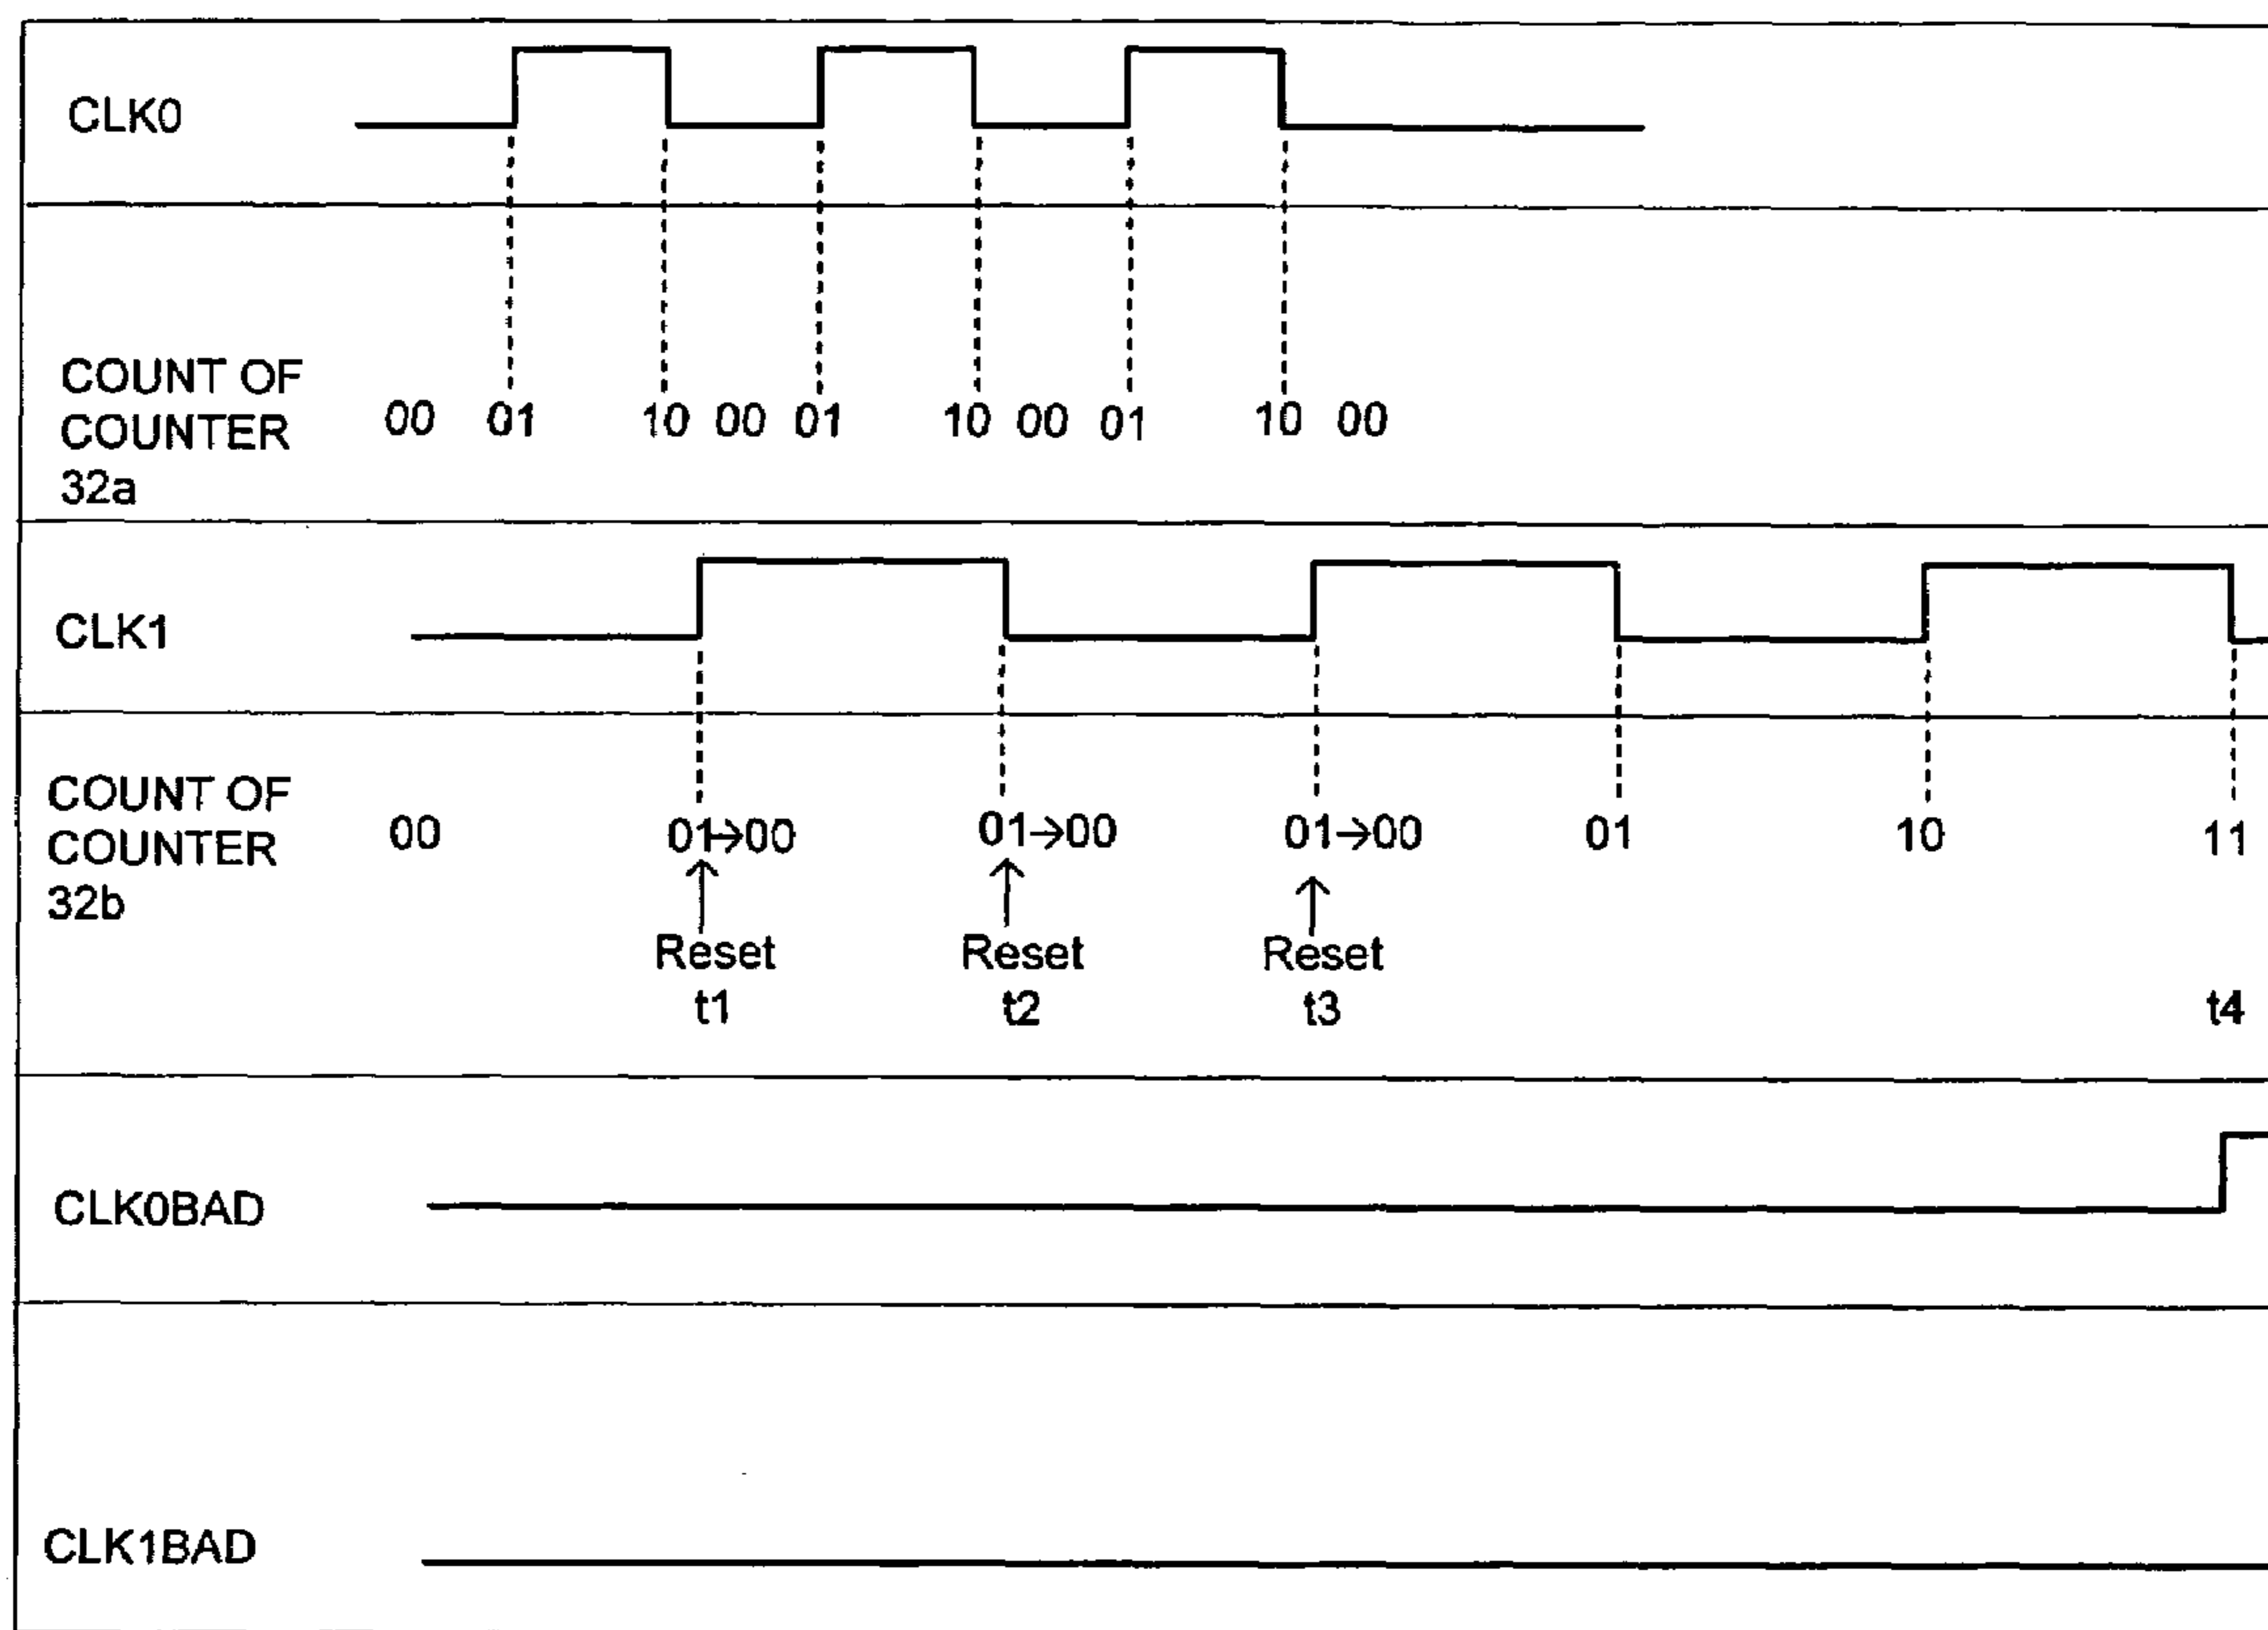 CLK0
COUNT OF
COUNTER
32a
00 01 10 00 01 10 00 01 10 00
CLK1
COUNT OF
COUNTER
32b
00 01→00 01→00 01→00 01 10 11
Reset Reset Reset
t1 t2 t3 t4
CLK0BAD
CLK1BAD